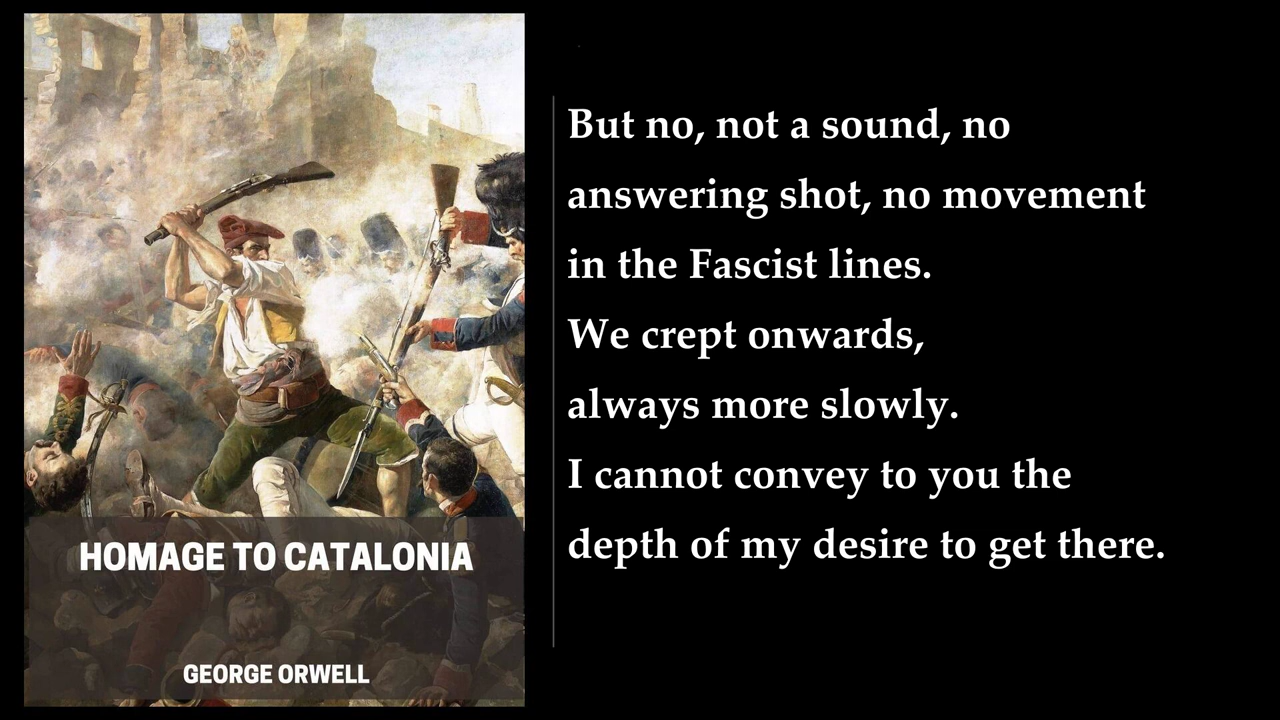 HOMAGE TO CATALONIA
GEORGE ORWELL
But no, not a sound, no
answering shot, no movement
in the Fascist lines.
We crept onwards,
always more slowly.
I cannot convey to you the
depth of my desire to get there.